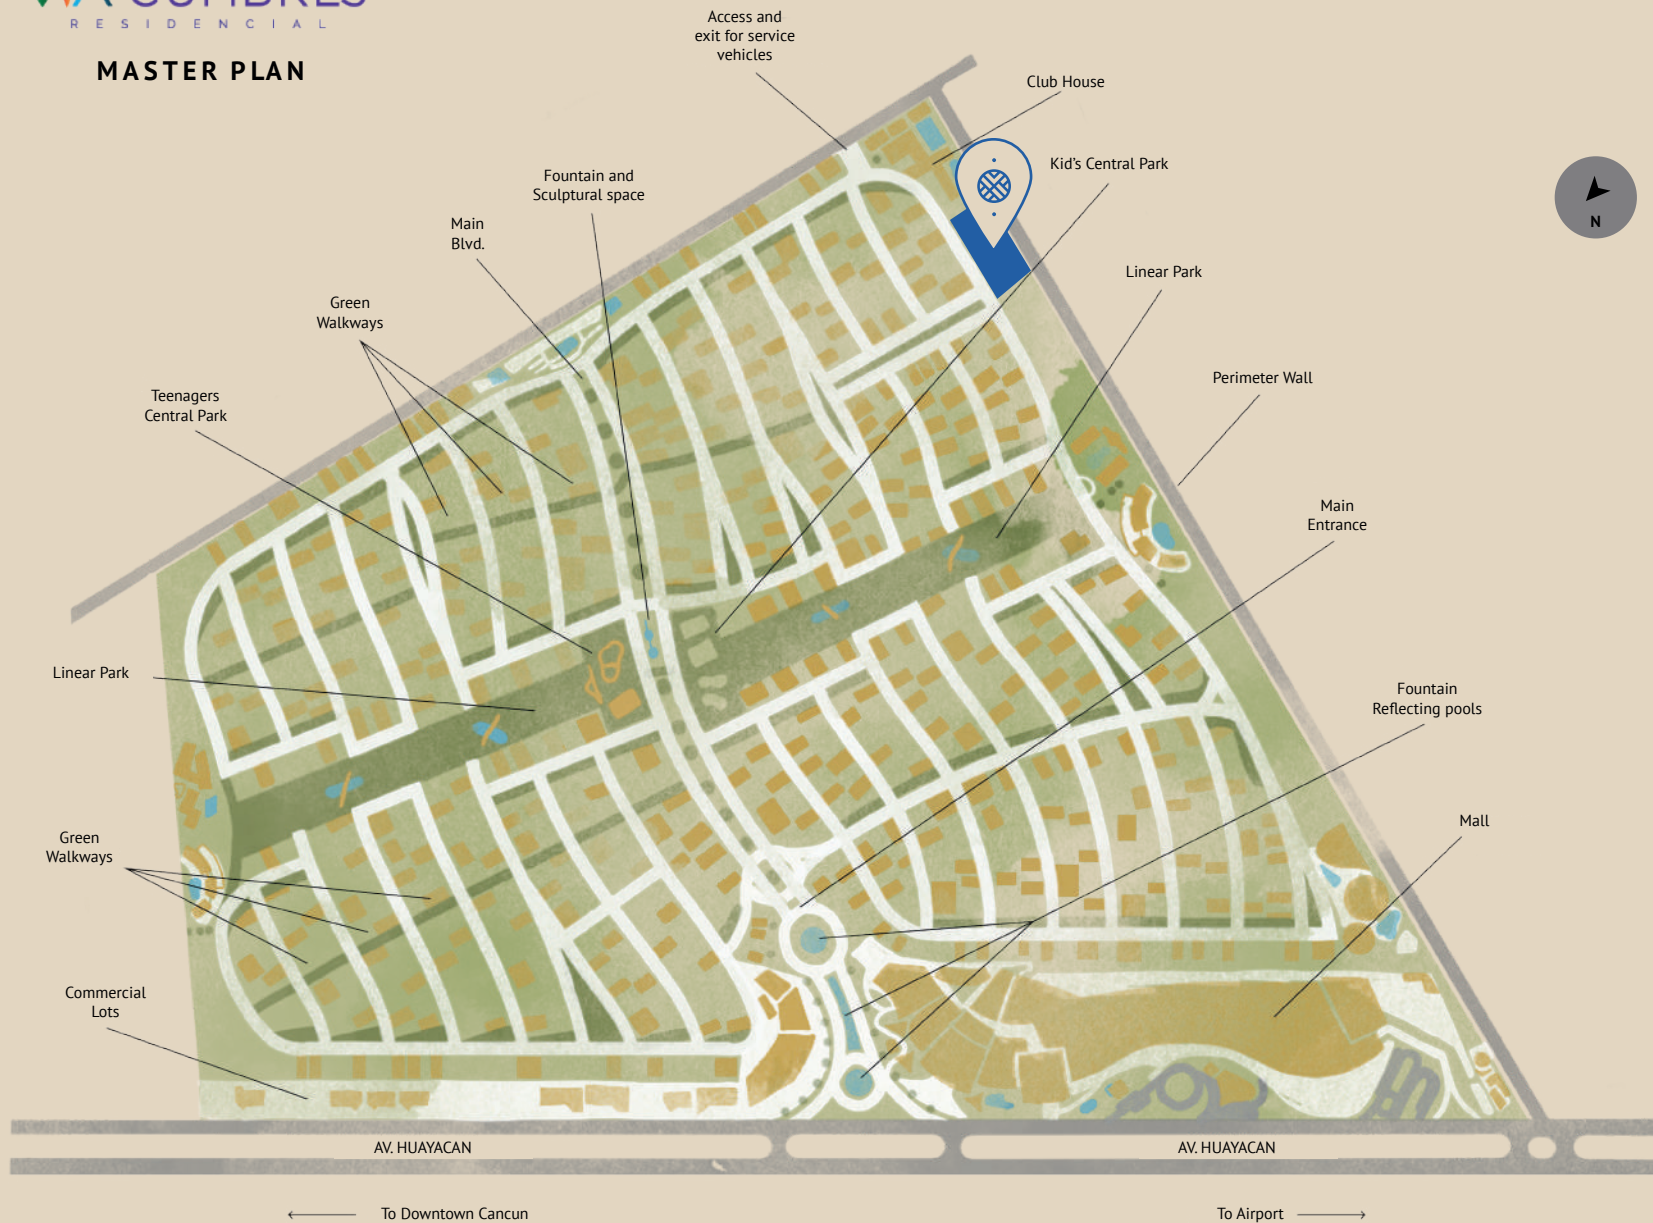 CUMBRES
RESIDENCIAL
MASTER PLAN
Access and
exit for service
vehicles
Club House
Kid's Central Park
Fountain and
Sculptural space
Main
Blvd.
N
Linear Park
Green
Walkways
Perimeter Wall
Teenagers
Central Park
Main
Entrance
Linear Park
Fountain
Reflecting pools
Mall
Green
Walkways
Commercial
Lots
AV. HUAYACAN
AV. HUAYACAN
To Downtown Cancun
To Airport